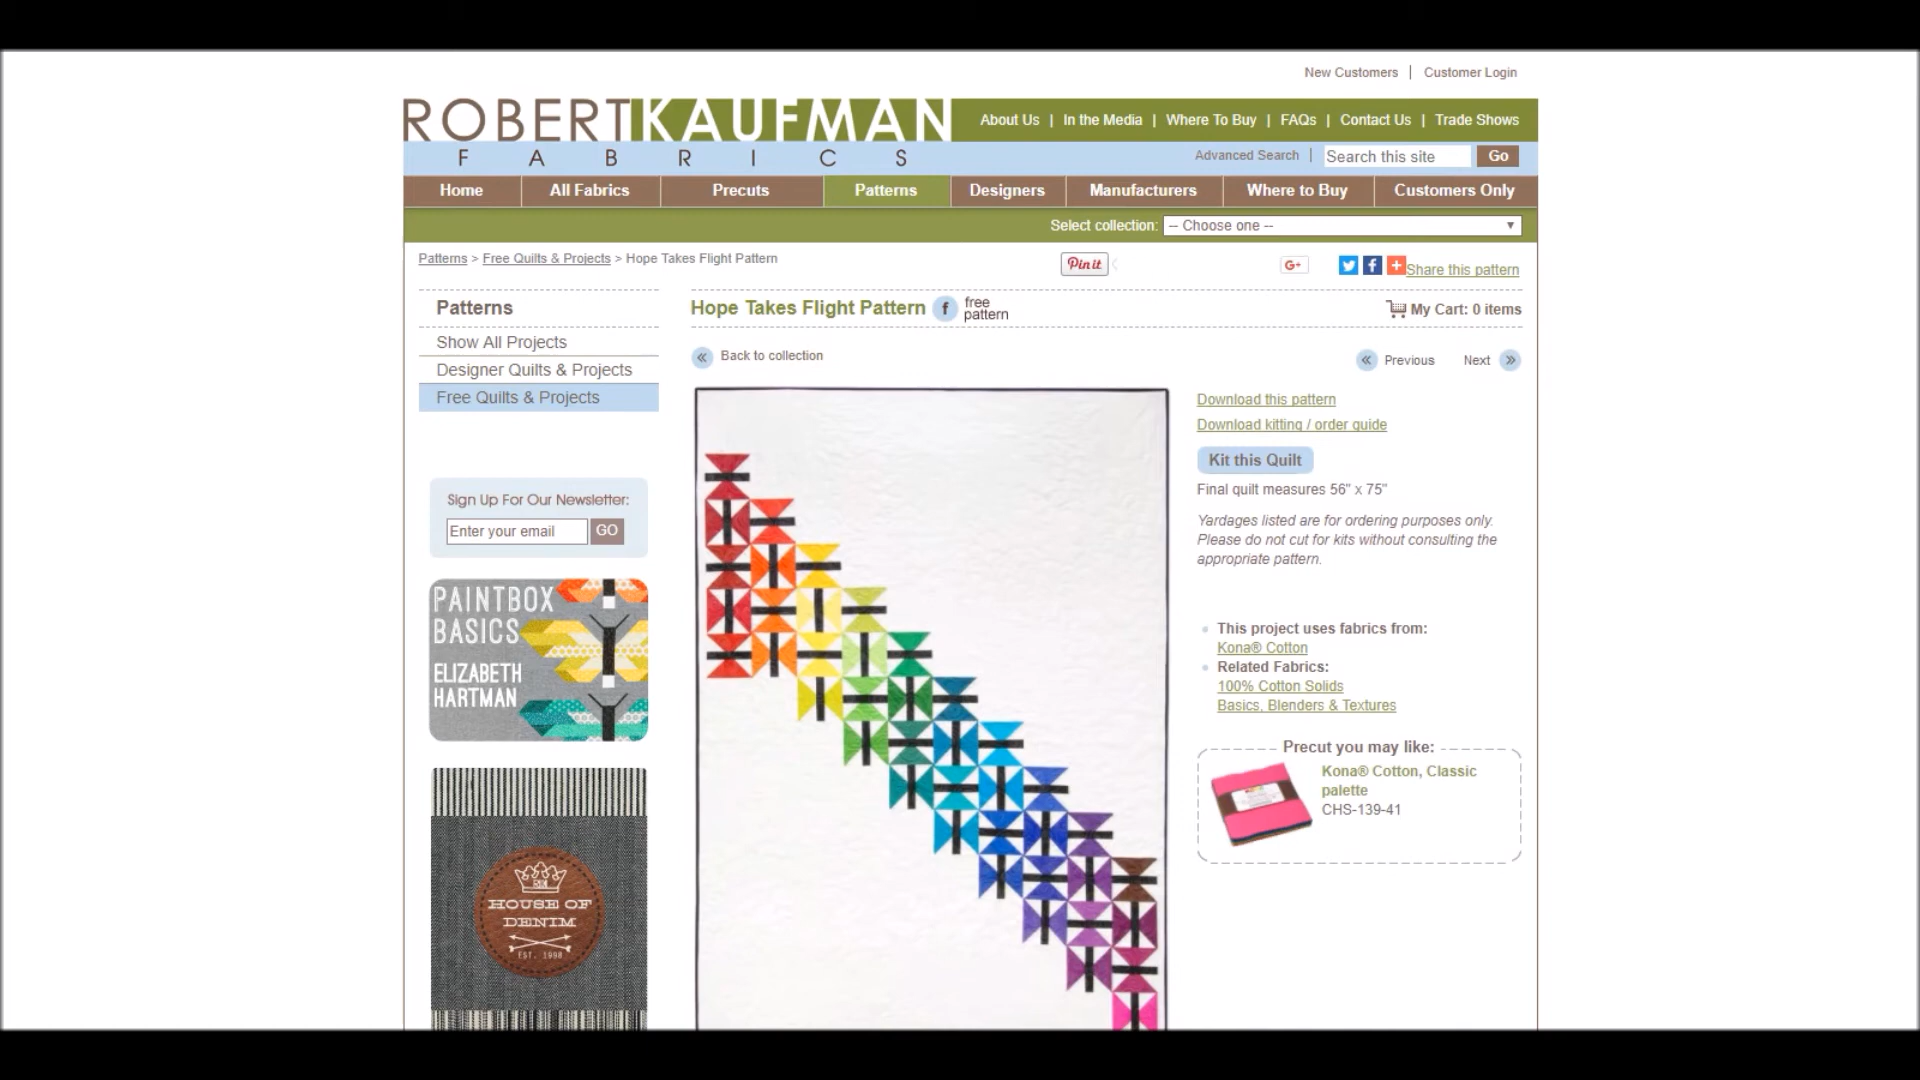 New Customers | Customer Login
ROBERTKAUFMAN
FABRICS
About Us | In the Media | Where To Buy | FAQs | Contact Us | Trade Shows
Advanced Search | Search this site Go
Home All Fabrics Precuts Patterns Designers Manufacturers Where to Buy Customers Only
Select collection: -- Choose one --
Patterns > Free Quilts & Projects > Hope Takes Flight Pattern
Pin it
G+
Share this pattern
Patterns
Show All Projects
Designer Quilts & Projects
Free Quilts & Projects
Sign Up For Our Newsletter:
Enter your email GO
PAINTBOX
BASICS
ELIZABETH
HARTMAN
HOUSE OF
DENIM
EST. 1998
Hope Takes Flight Pattern f free
pattern
My Cart: 0 items
« Back to collection
« Previous Next »
Download this pattern
Download kitting / order guide
Kit this Quilt
Final quilt measures 56" x 75"
Yardages listed are for ordering purposes only.
Please do not cut for kits without consulting the
appropriate pattern.
This project uses fabrics from:
Kona® Cotton
Related Fabrics:
100% Cotton Solids
Basics, Blenders & Textures
Precut you may like:
Kona® Cotton, Classic
palette
CHS-139-41